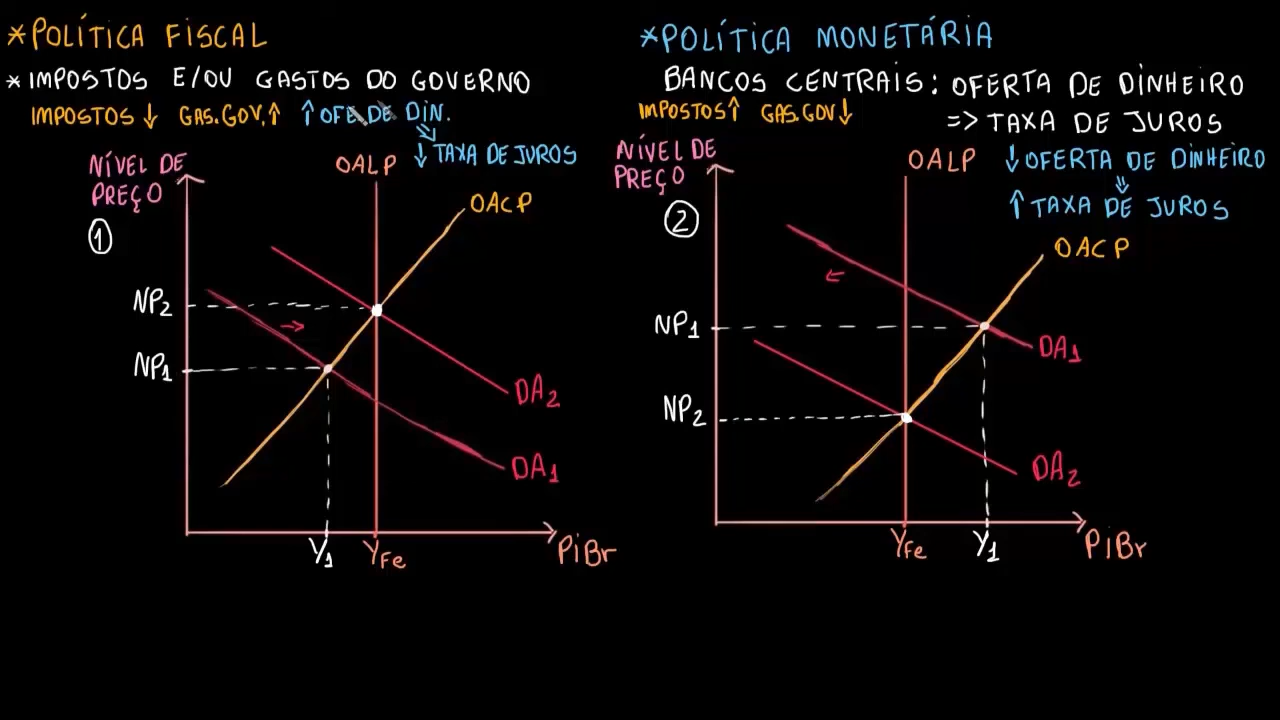 *POLÍTICA FISCAL
*IMPOSTOS E/OU GASTOS DO GOVERNO
IMPOSTOS ↓ GAS.GOV.↑ ↑OFE.DE DIN.
⇓
↓ TAXA DE JUROS
NÍVEL DE
PREÇO
1
OALP
OACP
NP2
NP1
DA2
DA1
Y1
YFe
PiBr
*POLÍTICA MONETÁRIA
BANCOS CENTRAIS: OFERTA DE DINHEIRO
=> TAXA DE JUROS
IMPOSTOS↑ GAS.GOV↓
↓ OFERTA DE DINHEIRO
⇓
↑ TAXA DE JUROS
NÍVEL DE
PREÇO
2
OALP
OACP
NP1
NP2
DA1
DA2
YFe
Y1
PiBr